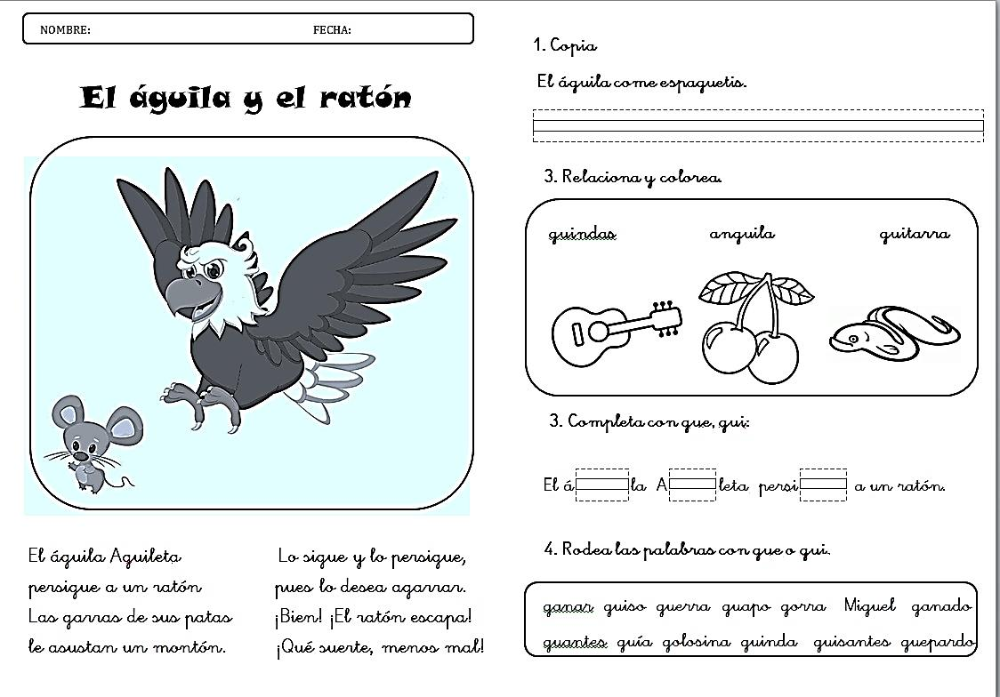 NOMBRE: FECHA:
El águila y el ratón
El águila Aguileta
persigue a un ratón
Las garras de sus patas
le asustan un montón.
Lo sigue y lo persigue,
pues lo desea agarrar.
¡Bien! ¡El ratón escapa!
¡Qué suerte, menos mal!
1. Copia
El águila come espaguetis.
3. Relaciona y colorea.
guindas anguila guitarra
3. Completa con gue, gui:
El á la A leta persi a un ratón.
4. Rodea las palabras con gue o gui.
ganar guiso guerra guapo gorra Miguel ganado
guantes guía golosina guinda guisantes guepardo